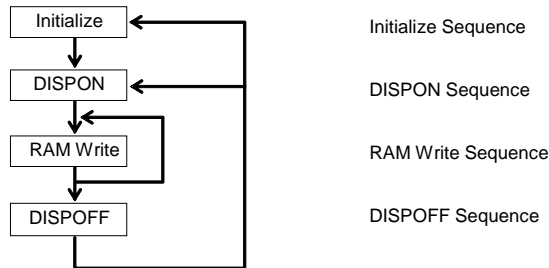 Initialize Initialize Sequence
DISPON DISPON Sequence
RAM Write RAM Write Sequence
DISPOFF DISPOFF Sequence